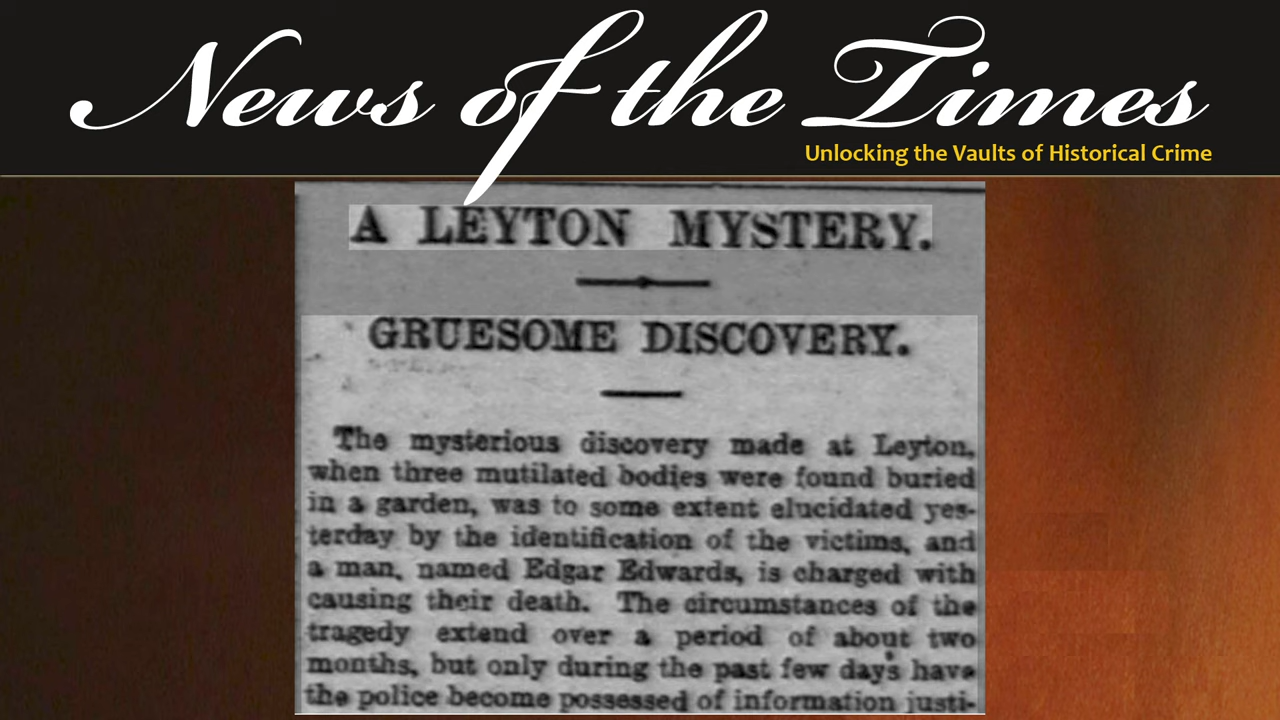 News of the Times
Unlocking the Vaults of Historical Crime
A LEYTON MYSTERY.
GRUESOME DISCOVERY.
The mysterious discovery made at Leyton,
when three mutilated bodies were found buried
in a garden, was to some extent elucidated yes-
terday by the identification of the victims, and
a man, named Edgar Edwards, is charged with
causing their death. The circumstances of the
tragedy extend over a period of about two
months, but only during the past few days have
the police become possessed of information justi-